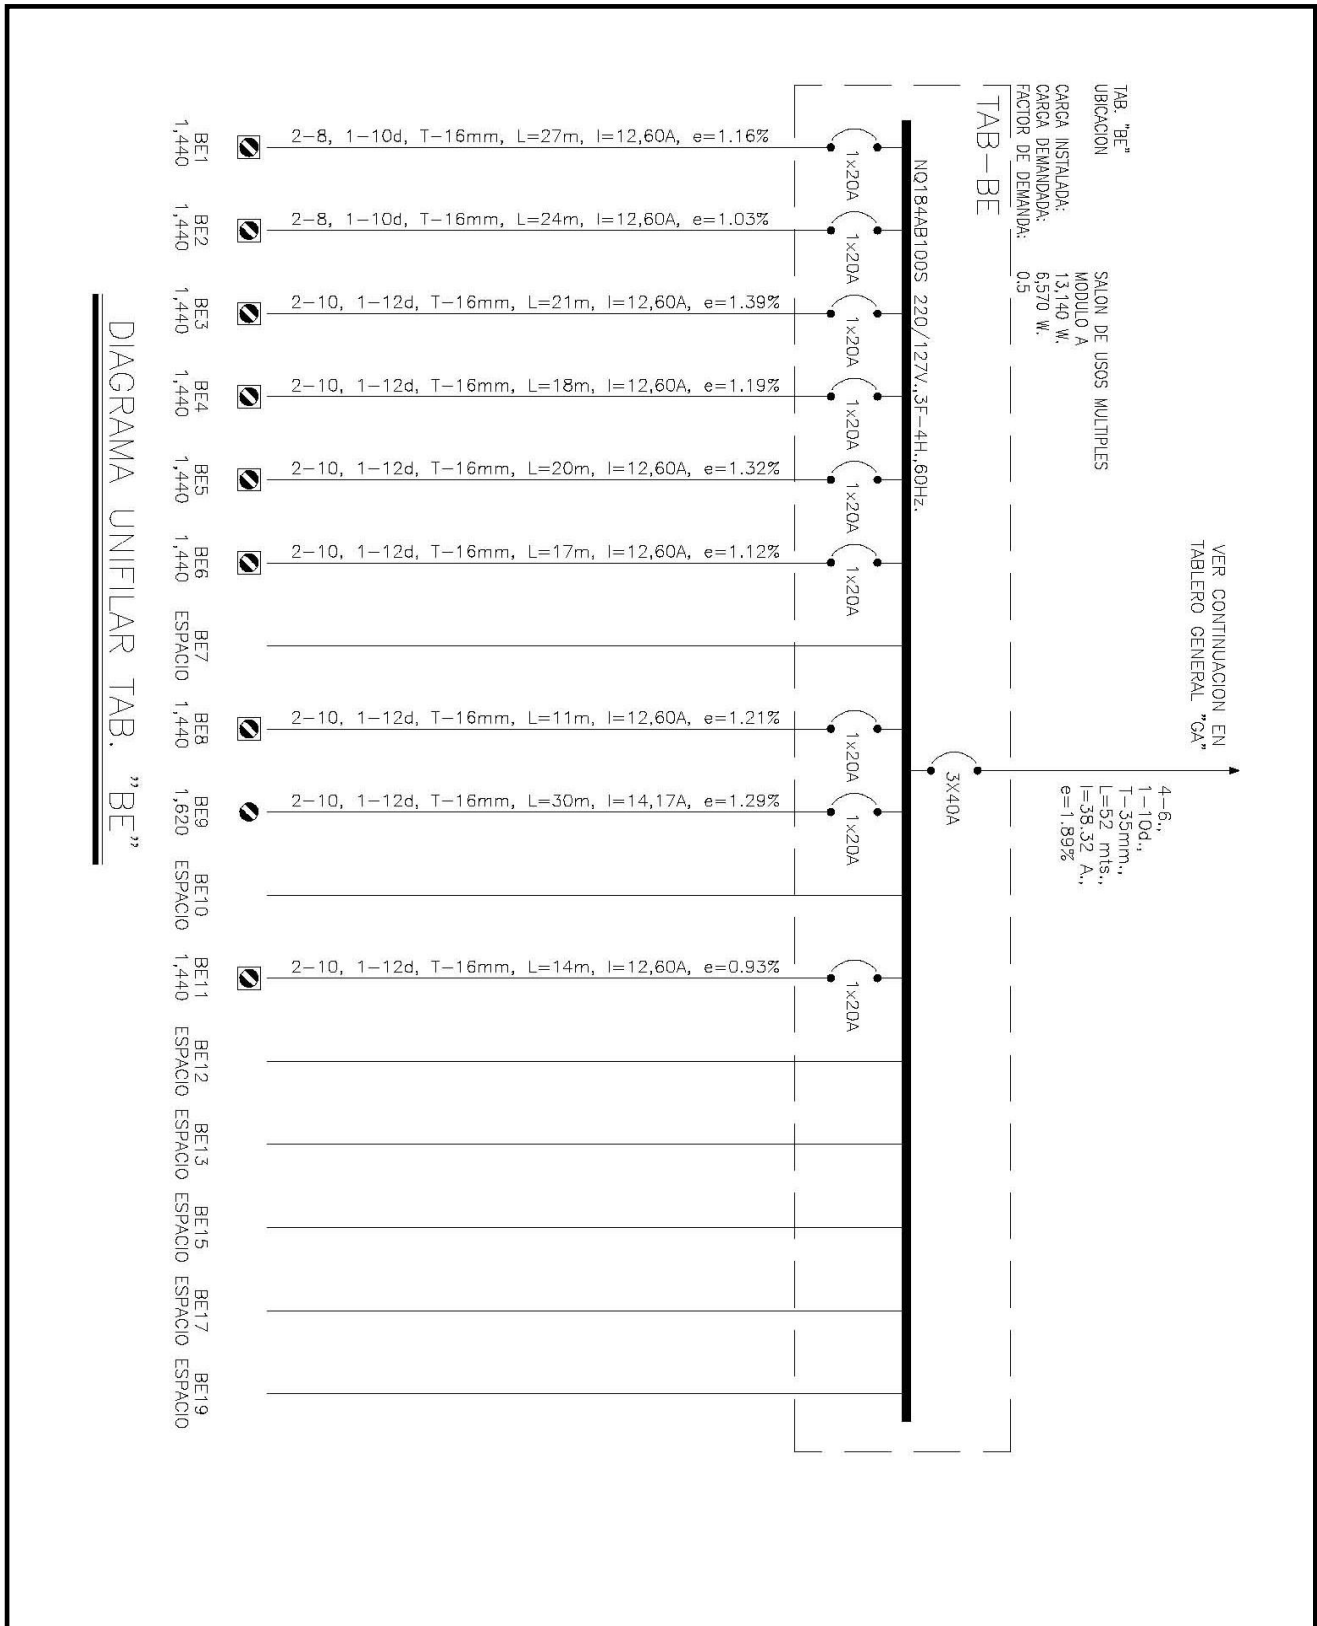 VER CONTINUACION EN
TABLERO GENERAL "GA"
4-6.,
1-10d.,
T-35mm.,
L=52 mts.,
I=38.32 A.,
e=1.89%
TAB. "BE"
UBICACION
SALON DE USOS MULTIPLES
MODULO A
CARGA INSTALADA: 13,140 W.
CARGA DEMANDADA: 6,570 W.
FACTOR DE DEMANDA: 0.5
TAB-BE
3X40A
NQ184AB100S 220/127V.,3F-4H.,60Hz.
1x20A
1x20A
1x20A
1x20A
1x20A
1x20A
1x20A
1x20A
1x20A
2-8, 1-10d, T-16mm, L=27m, I=12,60A, e=1.16%
2-8, 1-10d, T-16mm, L=24m, I=12,60A, e=1.03%
2-10, 1-12d, T-16mm, L=21m, I=12,60A, e=1.39%
2-10, 1-12d, T-16mm, L=18m, I=12,60A, e=1.19%
2-10, 1-12d, T-16mm, L=20m, I=12,60A, e=1.32%
2-10, 1-12d, T-16mm, L=17m, I=12,60A, e=1.12%
2-10, 1-12d, T-16mm, L=11m, I=12,60A, e=1.21%
2-10, 1-12d, T-16mm, L=30m, I=14,17A, e=1.29%
2-10, 1-12d, T-16mm, L=14m, I=12,60A, e=0.93%
BE1
1,440
BE2
1,440
BE3
1,440
BE4
1,440
BE5
1,440
BE6
1,440
BE7
ESPACIO
BE8
1,440
BE9
1,620
BE10
ESPACIO
BE11
1,440
BE12
ESPACIO
BE13
ESPACIO
BE15
ESPACIO
BE17
ESPACIO
BE19
ESPACIO
DIAGRAMA UNIFILAR TAB. "BE"